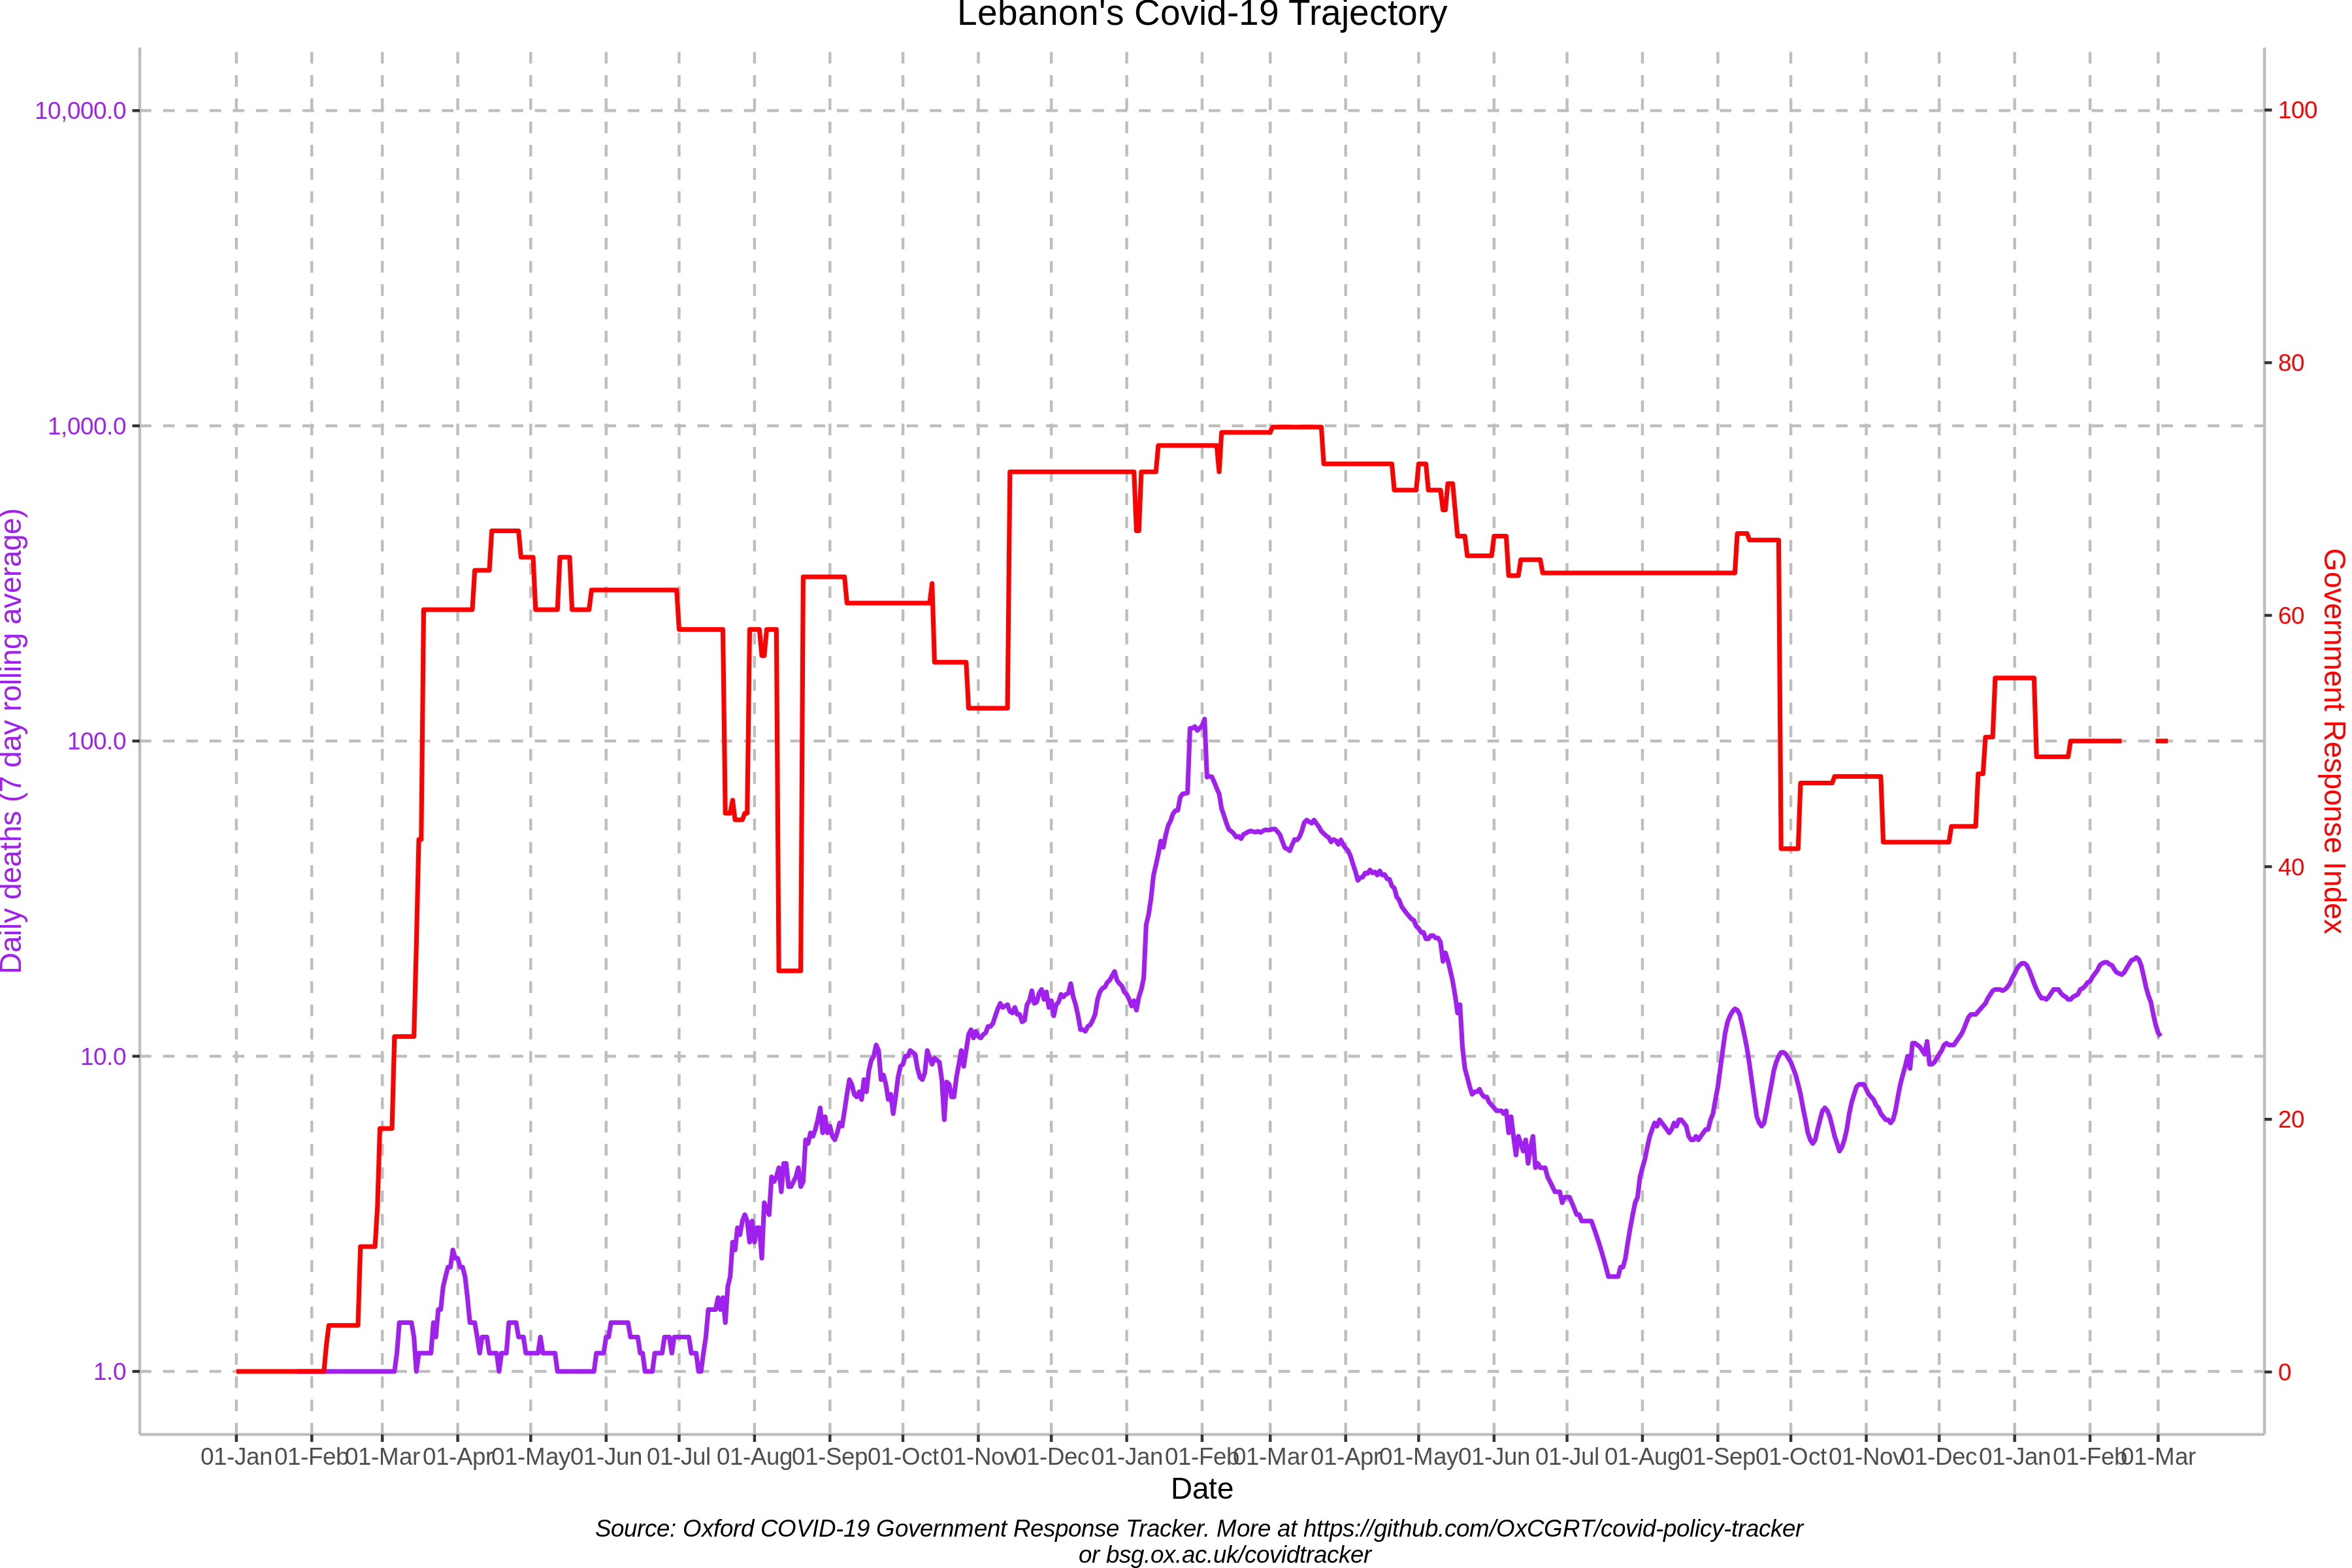 Lebanon's Covid-19 Trajectory
10,000.0
1,000.0
100.0
10.0
1.0
Daily deaths (7 day rolling average)
100
80
60
40
20
0
Government Response Index
01-Jan 01-Feb 01-Mar 01-Apr 01-May 01-Jun 01-Jul 01-Aug 01-Sep 01-Oct 01-Nov 01-Dec 01-Jan 01-Feb 01-Mar 01-Apr 01-May 01-Jun 01-Jul 01-Aug 01-Sep 01-Oct 01-Nov 01-Dec 01-Jan 01-Feb 01-Mar
Date
Source: Oxford COVID-19 Government Response Tracker. More at https://github.com/OxCGRT/covid-policy-tracker
or bsg.ox.ac.uk/covidtracker